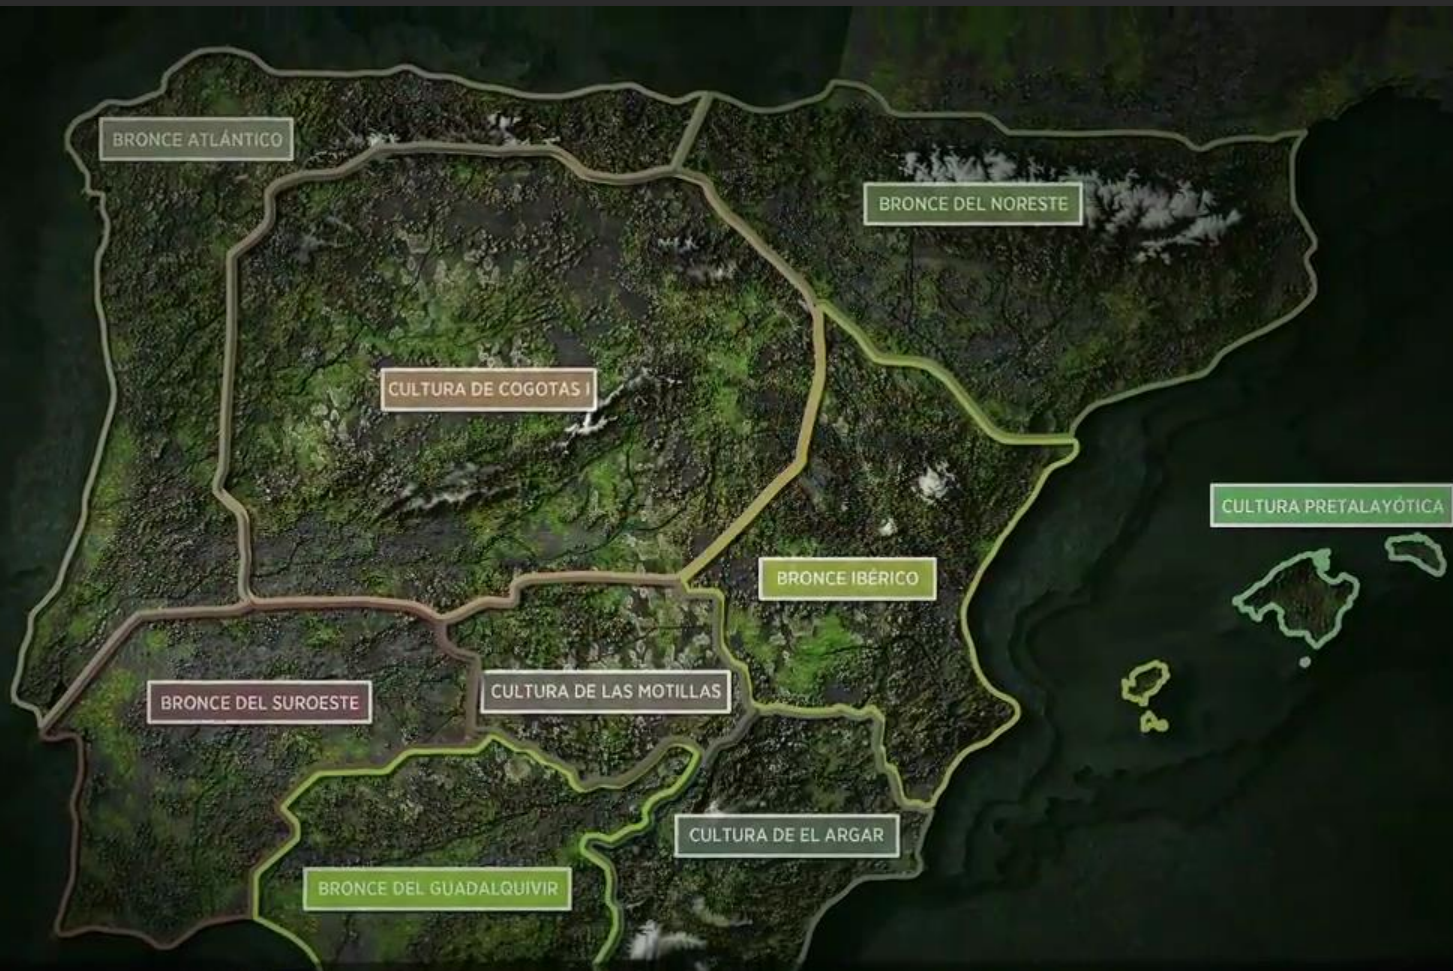 BRONCE ATLÁNTICO
BRONCE DEL NORESTE
CULTURA DE COGOTAS I
CULTURA PRETALAYÓTICA
BRONCE IBÉRICO
BRONCE DEL SUROESTE
CULTURA DE LAS MOTILLAS
CULTURA DE EL ARGAR
BRONCE DEL GUADALQUIVIR